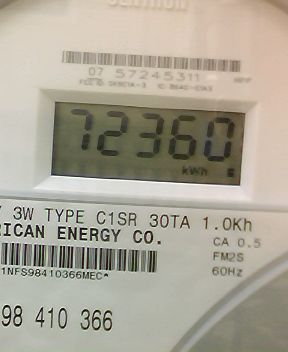 07 57245311
72360
kWh
3W TYPE C1SR 30TA 1.0Kh
RICAN ENERGY CO.
CA 0.5
FM2S
60Hz
1NFS98410366MEC*
98 410 366